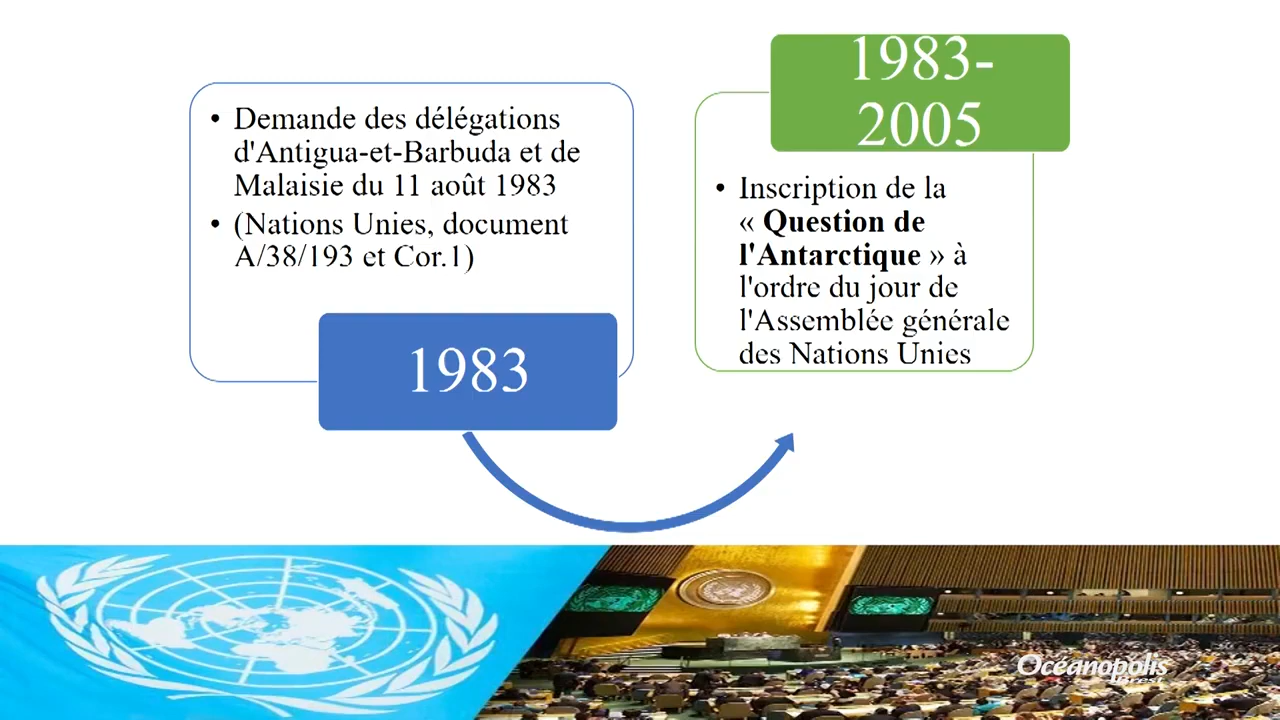 • Demande des délégations
d'Antigua-et-Barbuda et de
Malaisie du 11 août 1983
• (Nations Unies, document
A/38/193 et Cor.1)
1983
1983-
2005
• Inscription de la
« Question de
l'Antarctique » à
l'ordre du jour de
l'Assemblée générale
des Nations Unies
Océanopolis
Brest